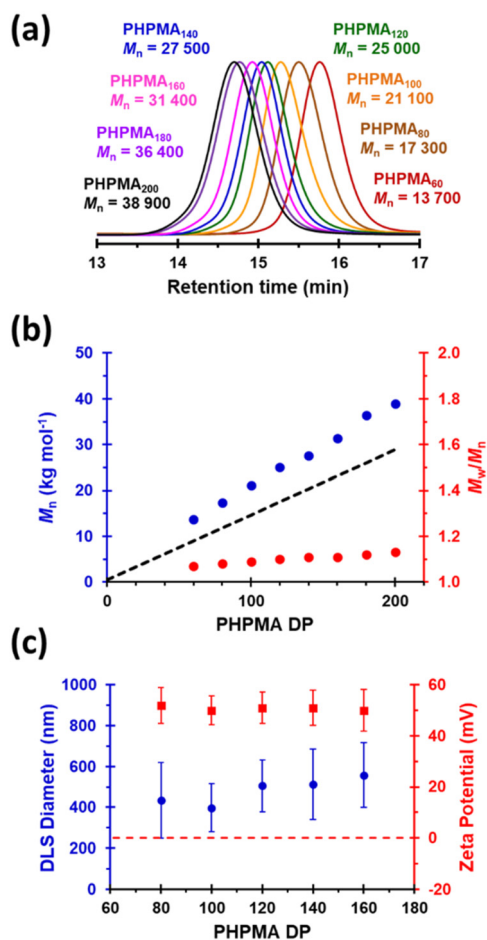 (a)
PHPMA140
Mn = 27 500
PHPMA120
Mn = 25 000
PHPMA160
Mn = 31 400
PHPMA100
Mn = 21 100
PHPMA180
Mn = 36 400
PHPMA80
Mn = 17 300
PHPMA200
Mn = 38 900
PHPMA60
Mn = 13 700
13 14 15 16 17
Retention time (min)
(b)
50 2.0
40 1.8
30 1.6
20 1.4
10 1.2
0 1.0
Mn (kg mol-1)
Mw/Mn
0 100 200
PHPMA DP
(c)
1000 60
800 40
600
400 20
200 0
0 -20
DLS Diameter (nm)
Zeta Potential (mV)
60 80 100 120 140 160 180
PHPMA DP